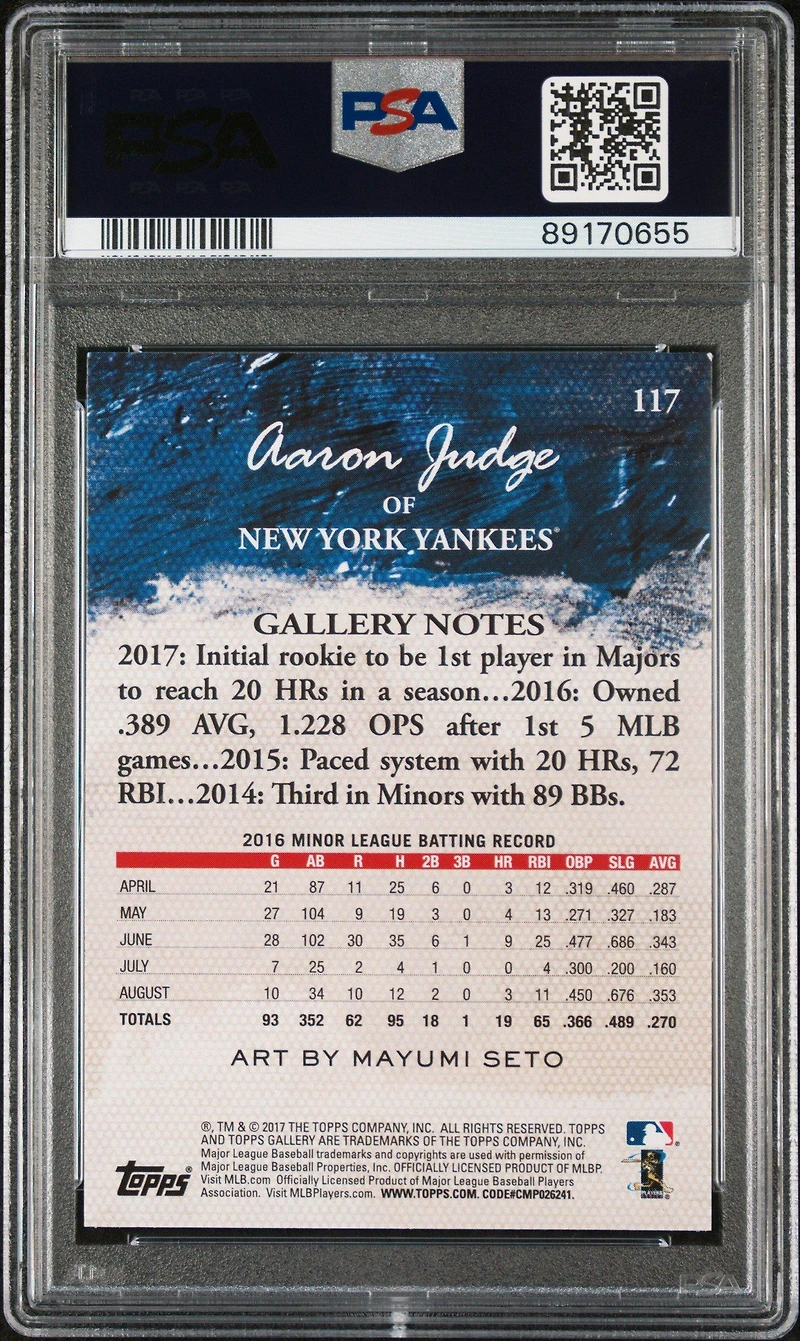 PSA PSA PSA
PSA
PSA PSA PSA
PSA
89170655
117
Aaron Judge
OF
NEW YORK YANKEES®
GALLERY NOTES
2017: Initial rookie to be 1st player in Majors
to reach 20 HRs in a season...2016: Owned
.389 AVG, 1.228 OPS after 1st 5 MLB
games...2015: Paced system with 20 HRs, 72
RBI...2014: Third in Minors with 89 BBs.
2016 MINOR LEAGUE BATTING RECORD
G AB R H 2B 3B HR RBI OBP SLG AVG
APRIL 21 87 11 25 6 0 3 12 .319 .460 .287
MAY 27 104 9 19 3 0 4 13 .271 .327 .183
JUNE 28 102 30 35 6 1 9 25 .477 .686 .343
JULY 7 25 2 4 1 0 0 4 .300 .200 .160
AUGUST 10 34 10 12 2 0 3 11 .450 .676 .353
TOTALS 93 352 62 95 18 1 19 65 .366 .489 .270
ART BY MAYUMI SETO
®, TM & © 2017 THE TOPPS COMPANY, INC. ALL RIGHTS RESERVED. TOPPS
AND TOPPS GALLERY ARE TRADEMARKS OF THE TOPPS COMPANY, INC.
Major League Baseball trademarks and copyrights are used with permission of
Major League Baseball Properties, Inc. OFFICIALLY LICENSED PRODUCT OF MLBP.
Visit MLB.com Officially Licensed Product of Major League Baseball Players
Association. Visit MLBPlayers.com. WWW.TOPPS.COM. CODE#CMP026241.
Topps®
PLAYERS
PSA